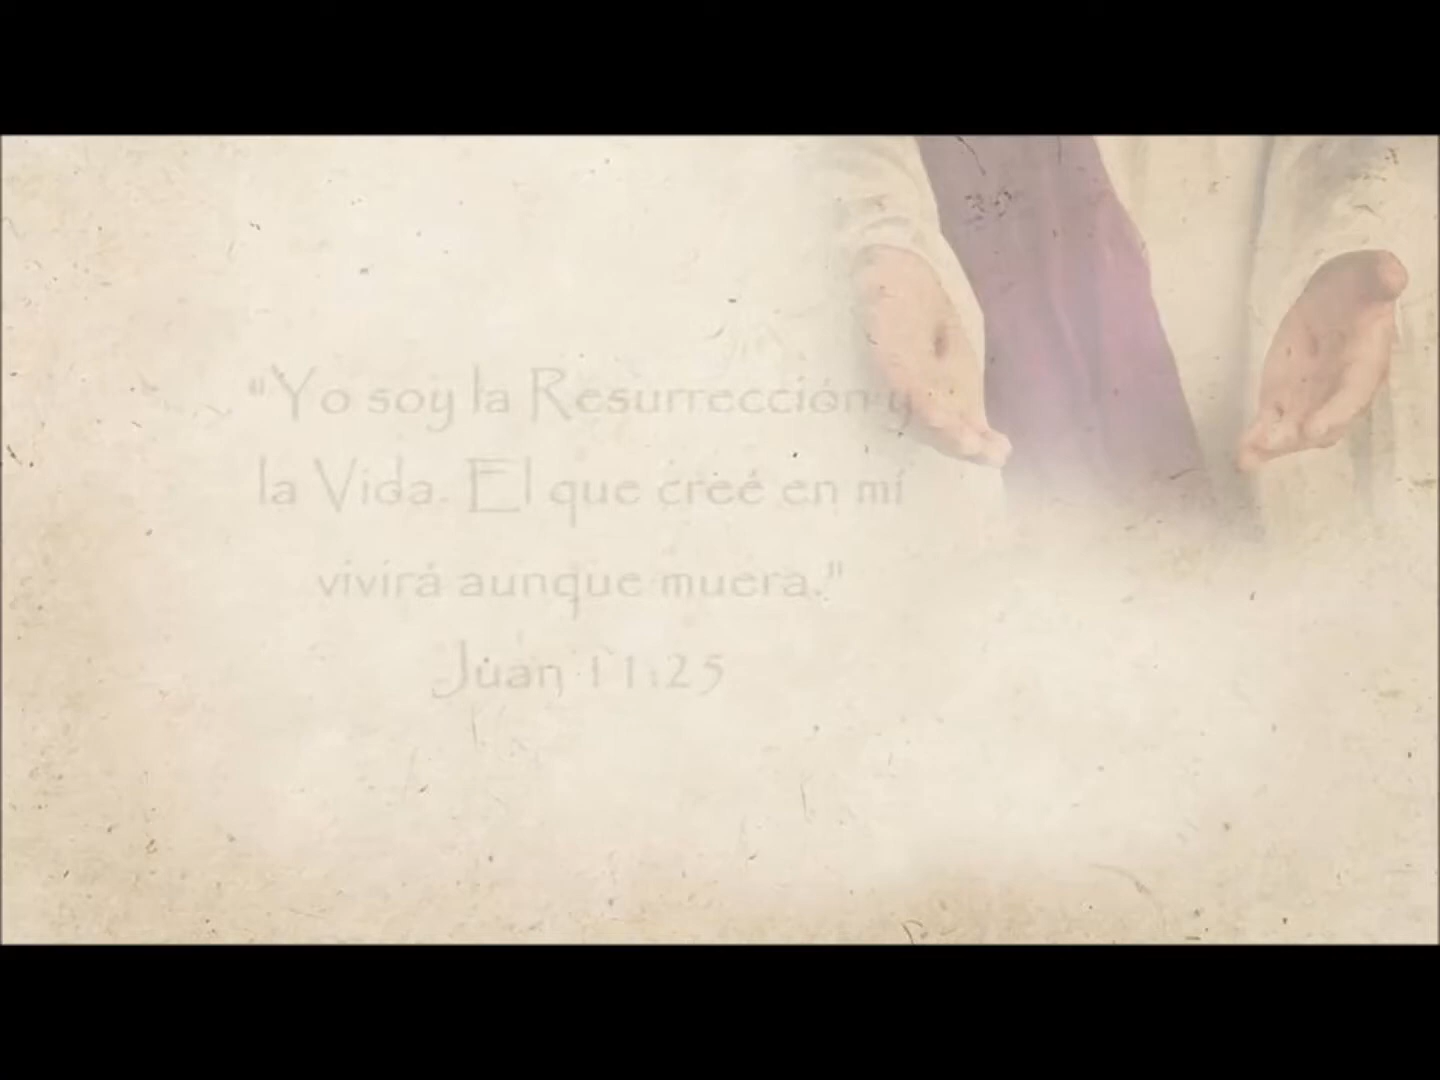 "Yo soy la Resurrección y
la Vida. El que cree en mí
vivirá aunque muera."
Juan 11:25